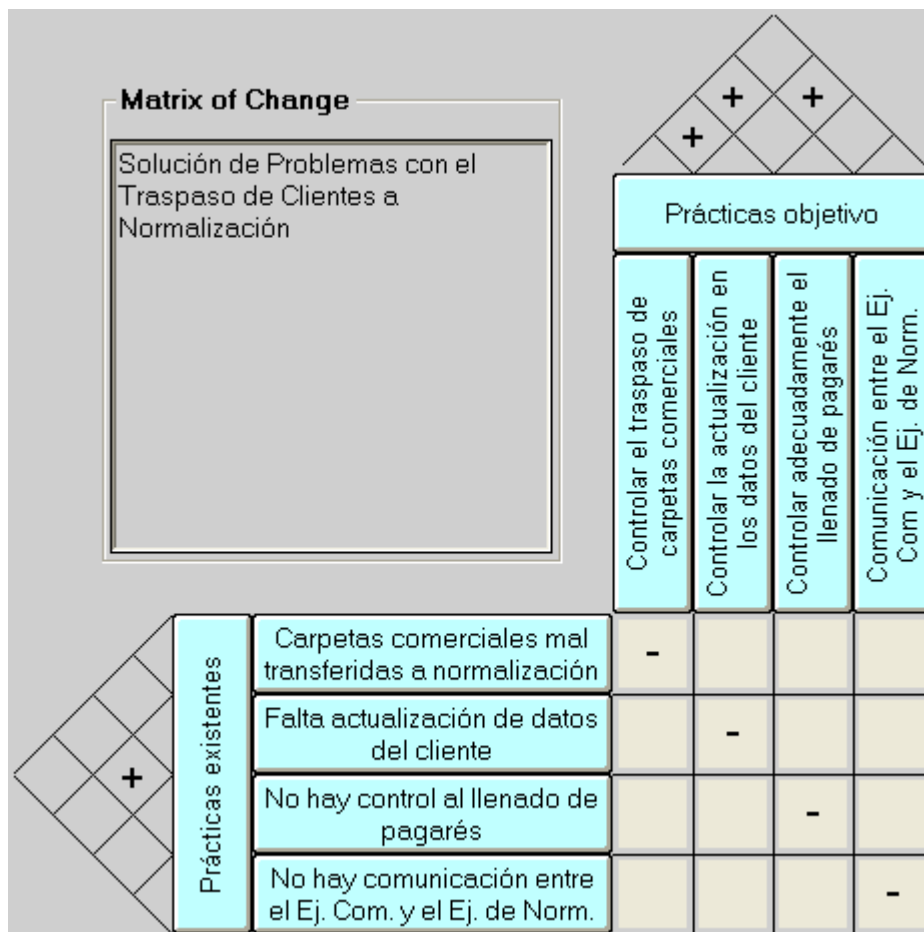 Matrix of Change
Solución de Problemas con el
Traspaso de Clientes a
Normalización
+
+
+
Prácticas objetivo
Controlar el traspaso de
carpetas comerciales
Controlar la actualización en
los datos del cliente
Controlar adecuadamente el
llenado de pagarés
Comunicación entre el Ej.
Com y el Ej. de Norm.
Prácticas existentes
+
Carpetas comerciales mal
transferidas a normalización
-
Falta actualización de datos
del cliente
-
No hay control al llenado de
pagarés
-
No hay comunicación entre
el Ej. Com. y el Ej. de Norm.
-